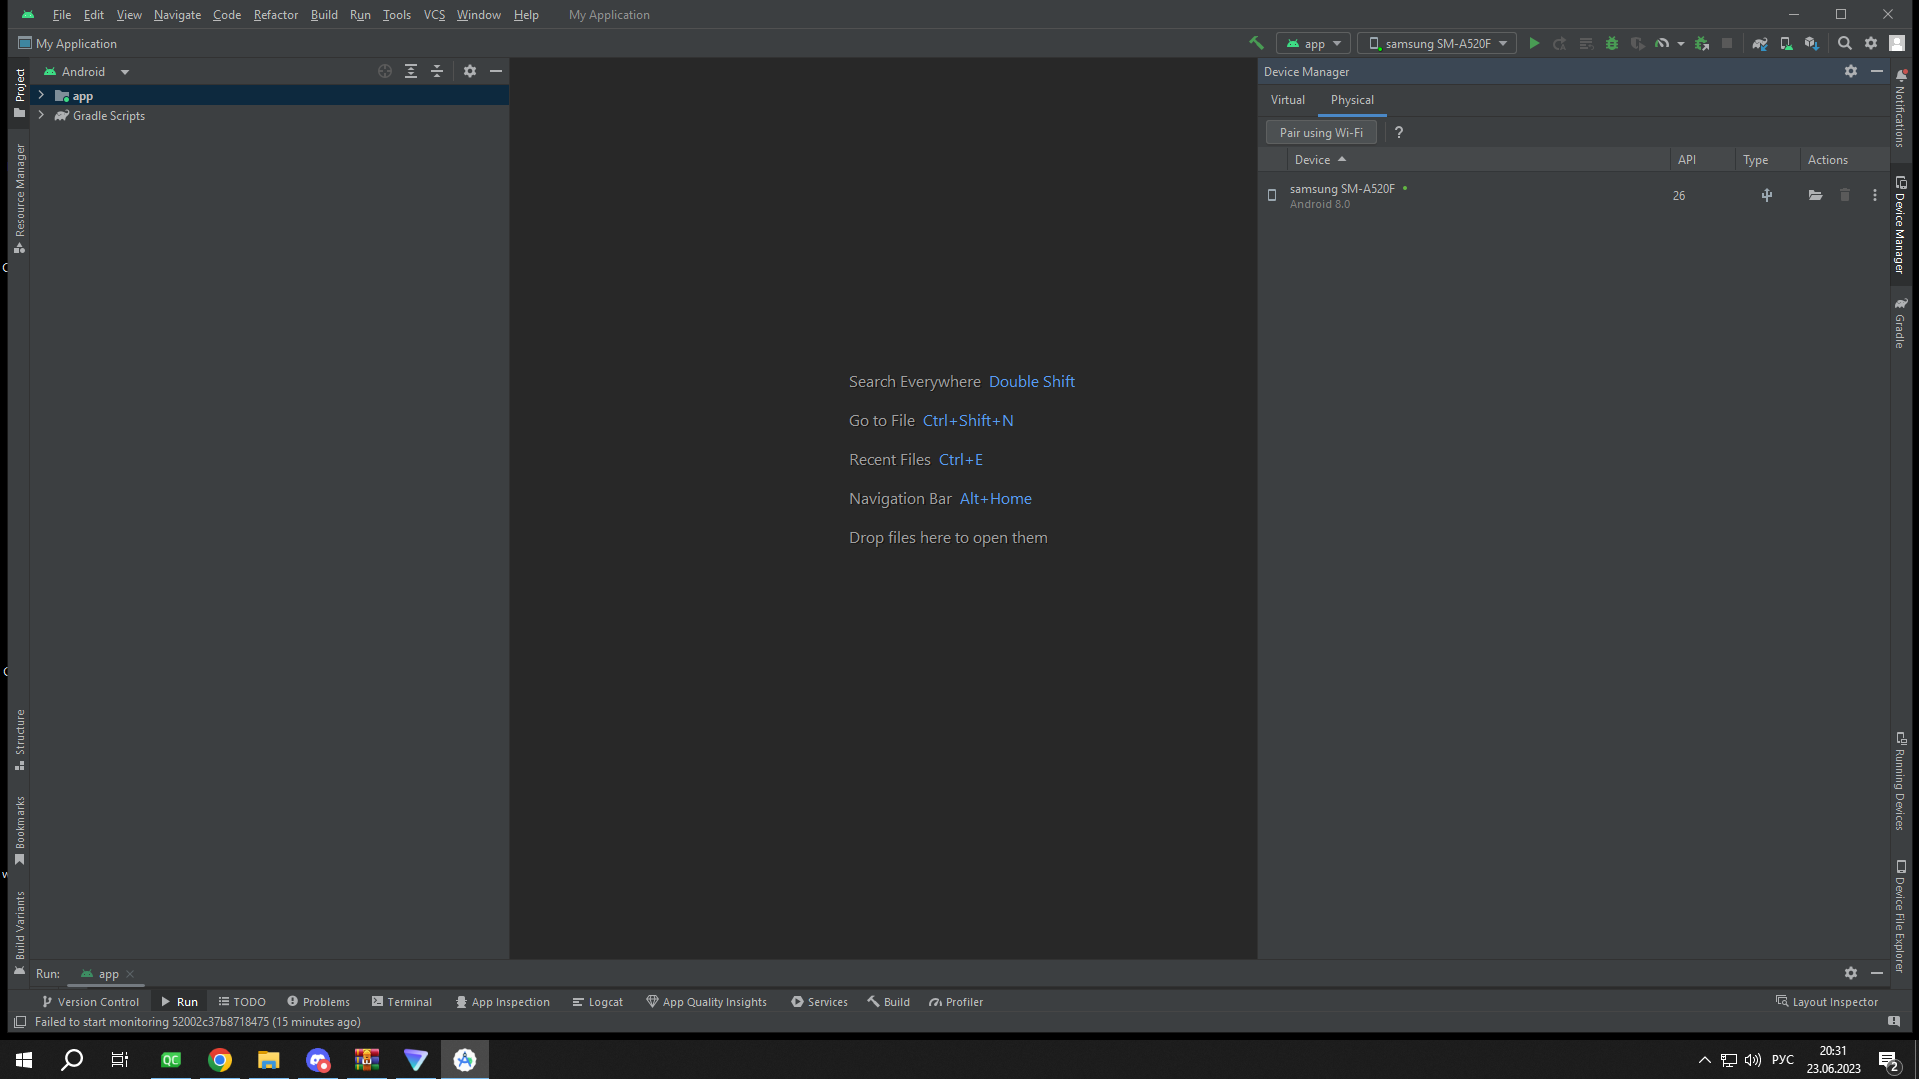 File Edit View Navigate Code Refactor Build Run Tools VCS Window Help My Application
My Application
app
samsung SM-A520F
Project
Android
app
Gradle Scripts
Resource Manager
Structure
Bookmarks
Build Variants
Search Everywhere Double Shift
Go to File Ctrl+Shift+N
Recent Files Ctrl+E
Navigation Bar Alt+Home
Drop files here to open them
Device Manager
Virtual Physical
Pair using Wi-Fi ?
Device API Type Actions
samsung SM-A520F 26
Android 8.0
Notifications
Device Manager
Gradle
Running Devices
Device File Explorer
Run: app
Version Control Run TODO Problems Terminal App Inspection Logcat App Quality Insights Services Build Profiler Layout Inspector
Failed to start monitoring 52002c37b8718475 (15 minutes ago)
QC
РУС
20:31
23.06.2023
2